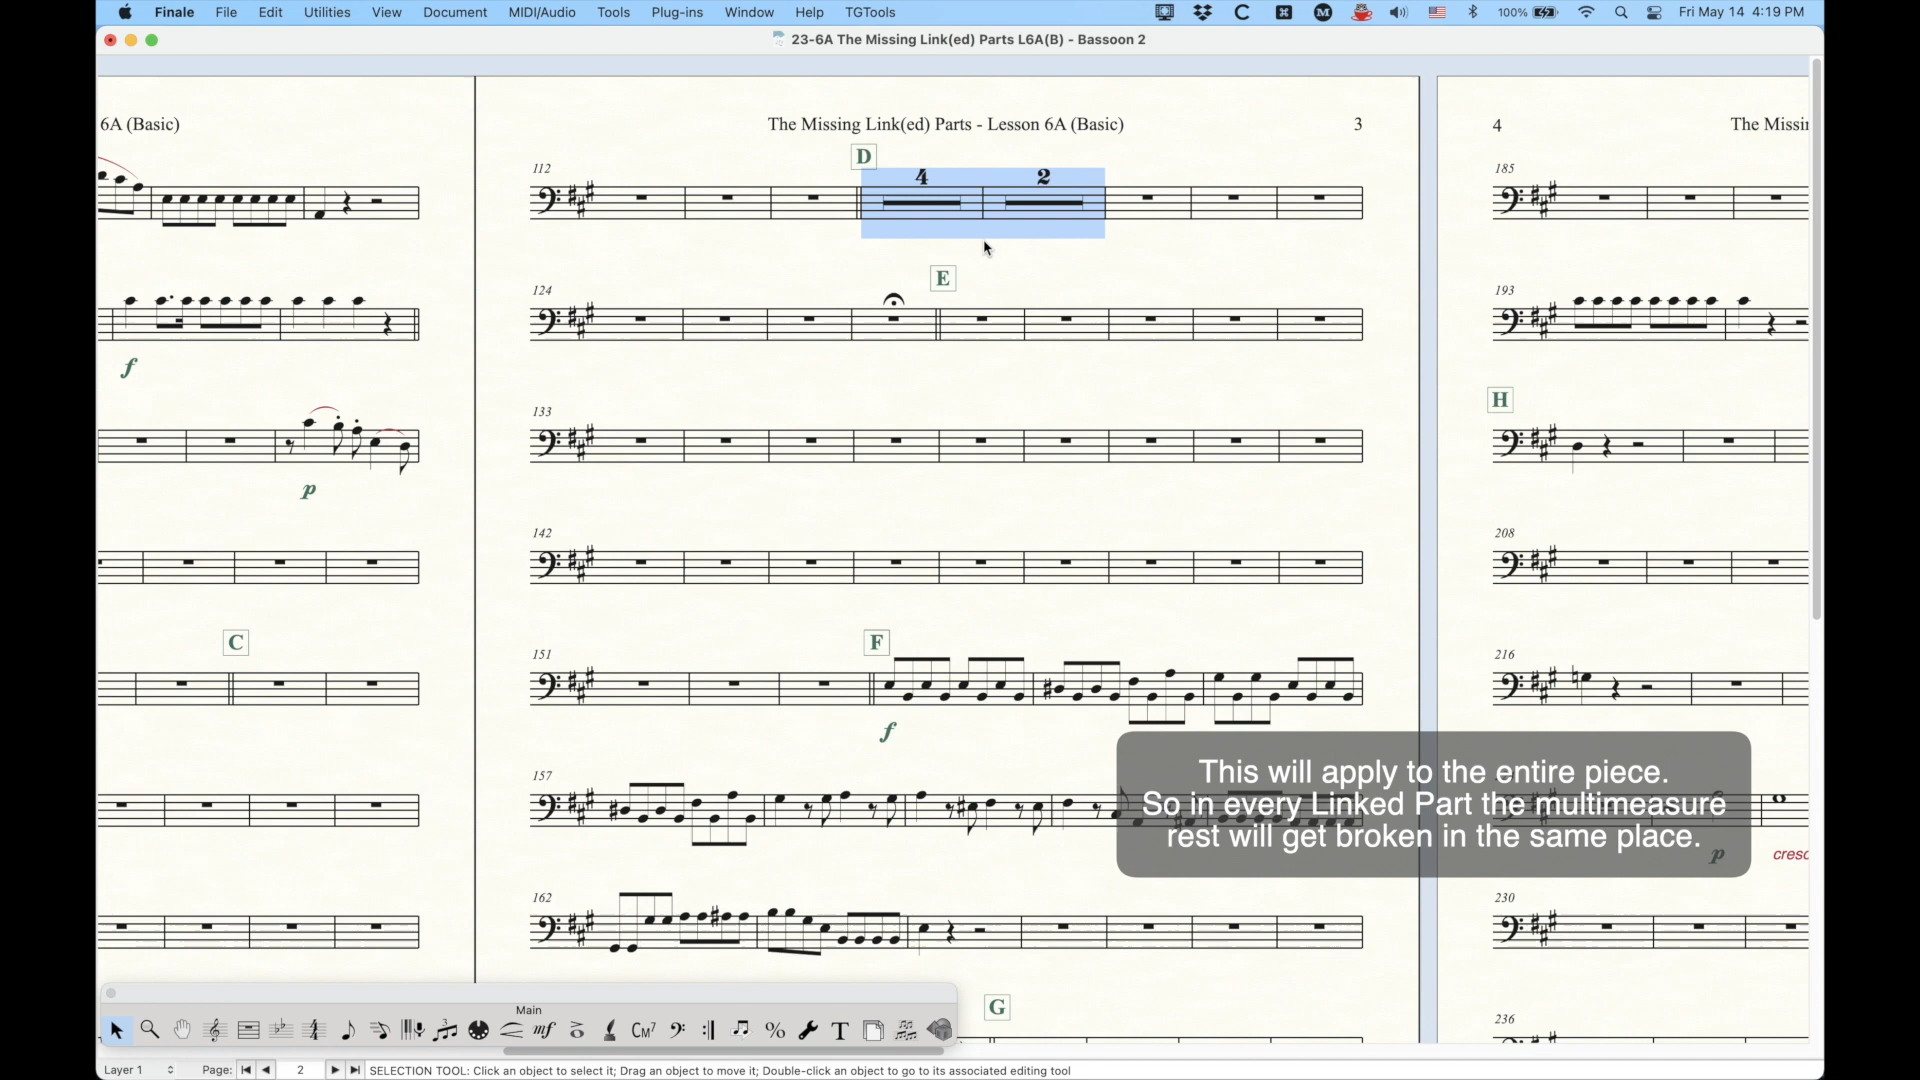 Finale File Edit Utilities View Document MIDI/Audio Tools Plug-ins Window Help TGTools 100% Fri May 14 4:19 PM
23-6A The Missing Link(ed) Parts L6A(B) - Bassoon 2
6A (Basic)
f
p
C
The Missing Link(ed) Parts - Lesson 6A (Basic) 3
D
112 4 2
E
124
133
142
F
151
f
157
162
G
4 The Missin
185
193
H
208
216
p cresc
230
236
This will apply to the entire piece.
So in every Linked Part the multimeasure
rest will get broken in the same place.
Main
mf CM7 % T
Layer 1 Page: 2 SELECTION TOOL: Click an object to select it; Drag an object to move it; Double-click an object to go to its associated editing tool